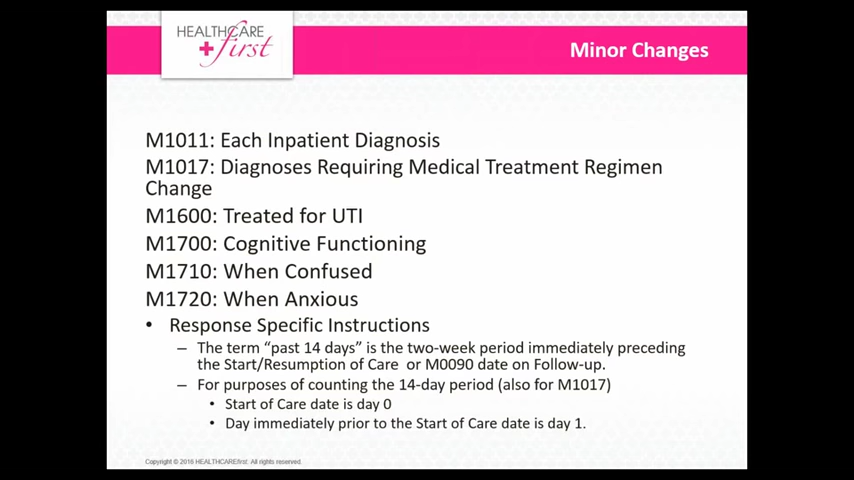 HEALTHCARE
first
Minor Changes
M1011: Each Inpatient Diagnosis
M1017: Diagnoses Requiring Medical Treatment Regimen
Change
M1600: Treated for UTI
M1700: Cognitive Functioning
M1710: When Confused
M1720: When Anxious
• Response Specific Instructions
– The term “past 14 days” is the two-week period immediately preceding
the Start/Resumption of Care or M0090 date on Follow-up.
– For purposes of counting the 14-day period (also for M1017)
• Start of Care date is day 0
• Day immediately prior to the Start of Care date is day 1.
Copyright © 2016 HEALTHCAREfirst. All rights reserved.